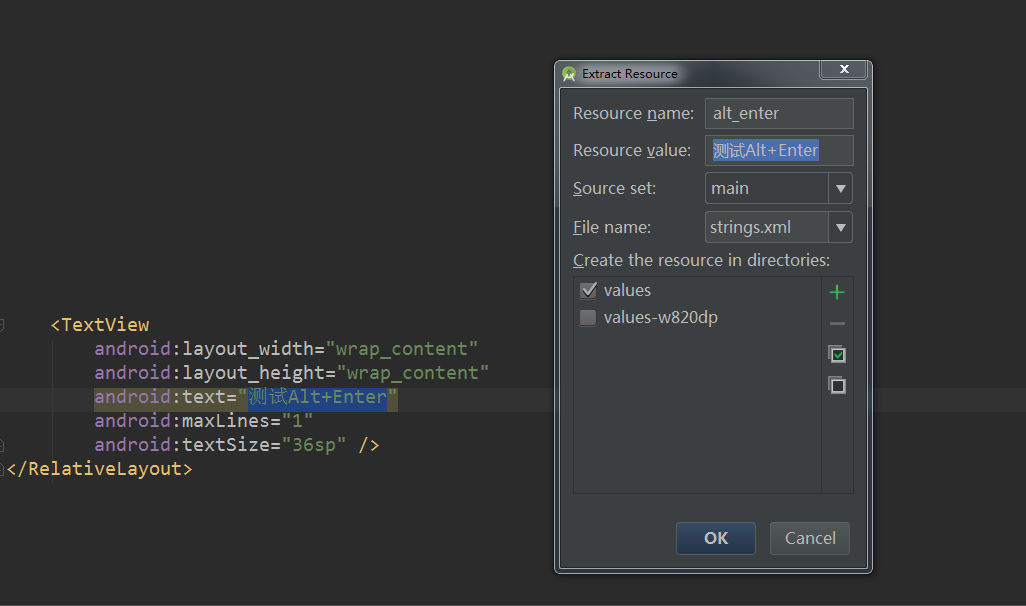 <TextView
android:layout_width="wrap_content"
android:layout_height="wrap_content"
android:text="测试Alt+Enter"
android:maxLines="1"
android:textSize="36sp" />
</RelativeLayout>
Extract Resource
x
Resource name: alt_enter
Resource value: 测试Alt+Enter
Source set: main
File name: strings.xml
Create the resource in directories:
values
values-w820dp
OK Cancel